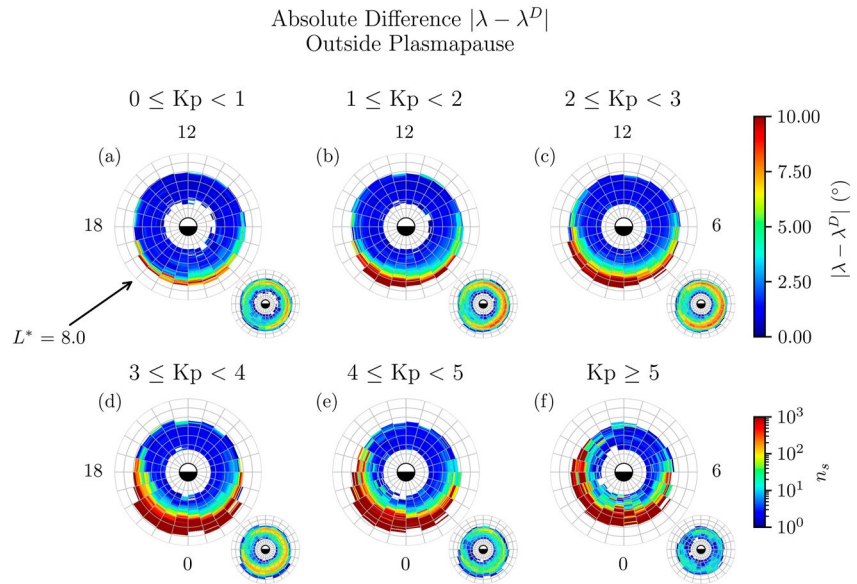 Absolute Difference |λ − λ^D|
Outside Plasmapause
0 ≤ Kp < 1
1 ≤ Kp < 2
2 ≤ Kp < 3
12
12
12
(a)
(b)
(c)
18
6
L* = 8.0
10.00
7.50
5.00
2.50
0.00
|λ − λ^D| (°)
3 ≤ Kp < 4
4 ≤ Kp < 5
Kp ≥ 5
(d)
(e)
(f)
18
6
0
0
0
10^3
10^2
10^1
10^0
n_s